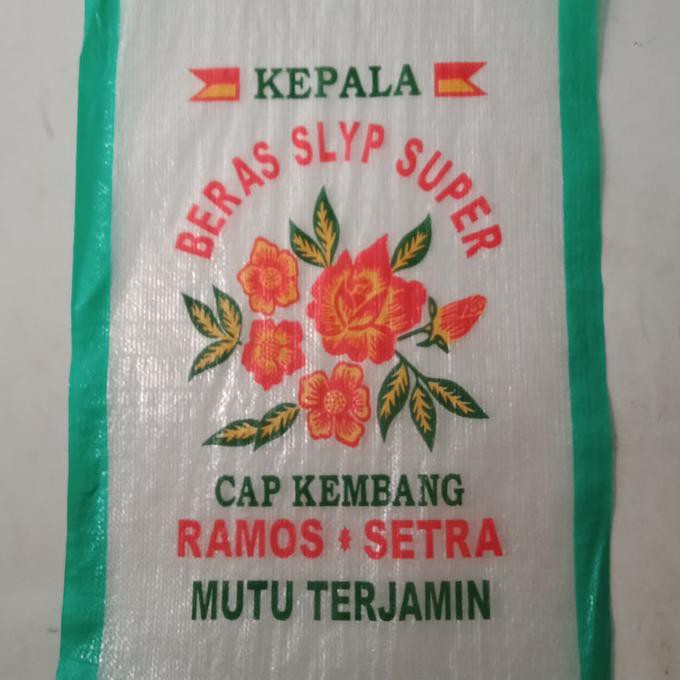 KEPALA
BERAS SLYP SUPER
CAP KEMBANG
RAMOS * SETRA
MUTU TERJAMIN